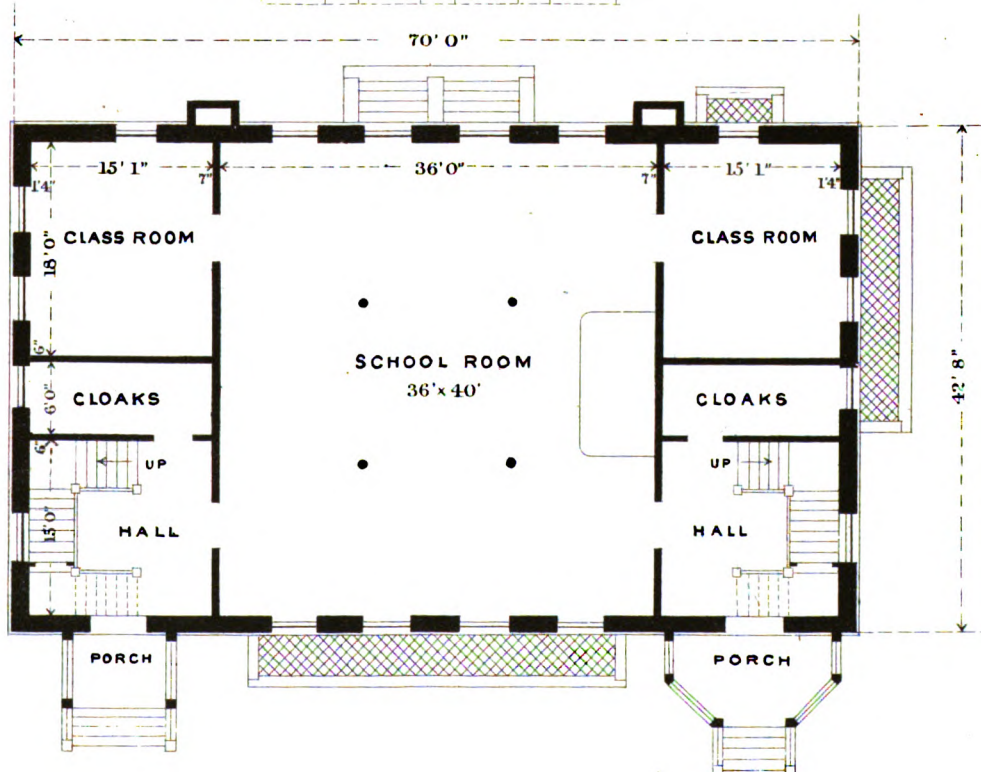 70' 0"
15' 1" 36' 0" 15' 1"
1'4" 7" 7" 1'4"
CLASS ROOM CLASS ROOM
18' 0"
6"
SCHOOL ROOM
36' × 40'
42' 8"
CLOAKS CLOAKS
6' 0"
6"
UP UP
HALL HALL
15' 0"
PORCH PORCH